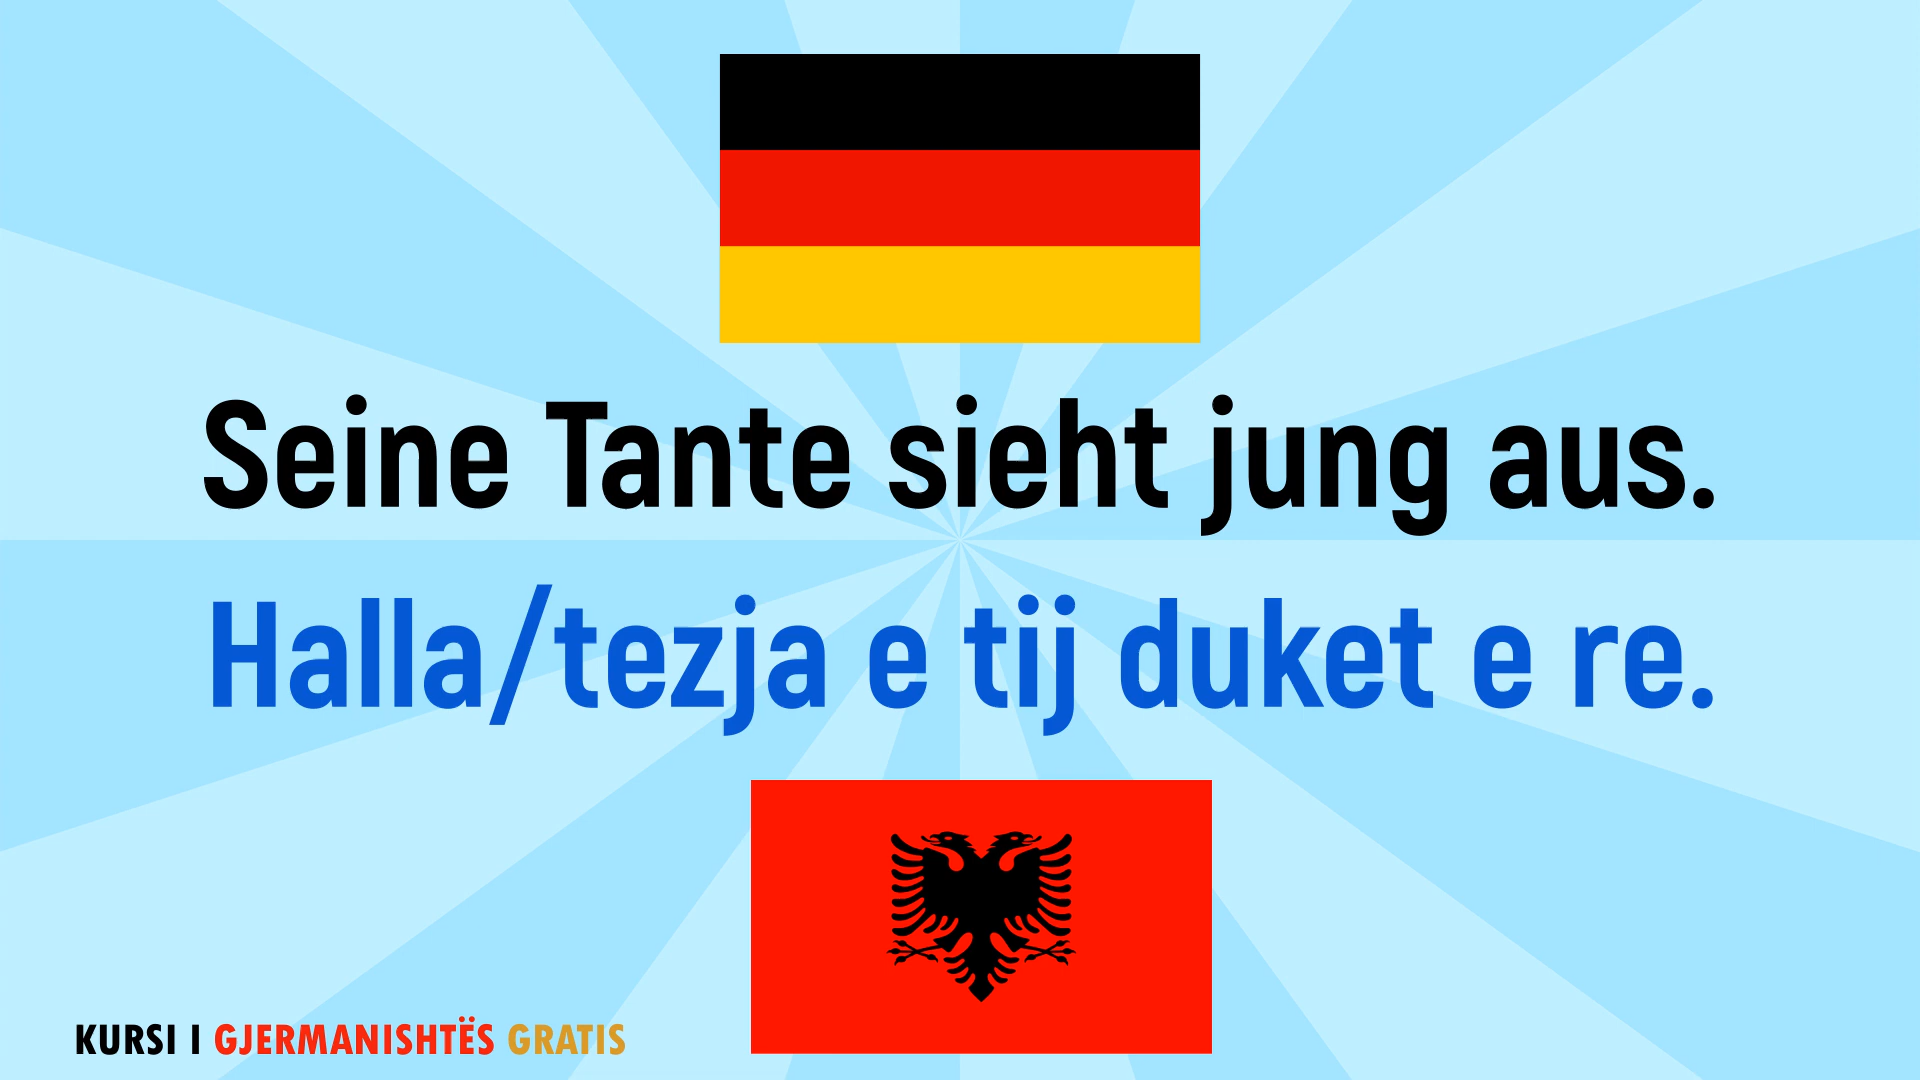 Seine Tante sieht jung aus.
Halla/tezja e tij duket e re.
KURSI I GJERMANISHTËS GRATIS